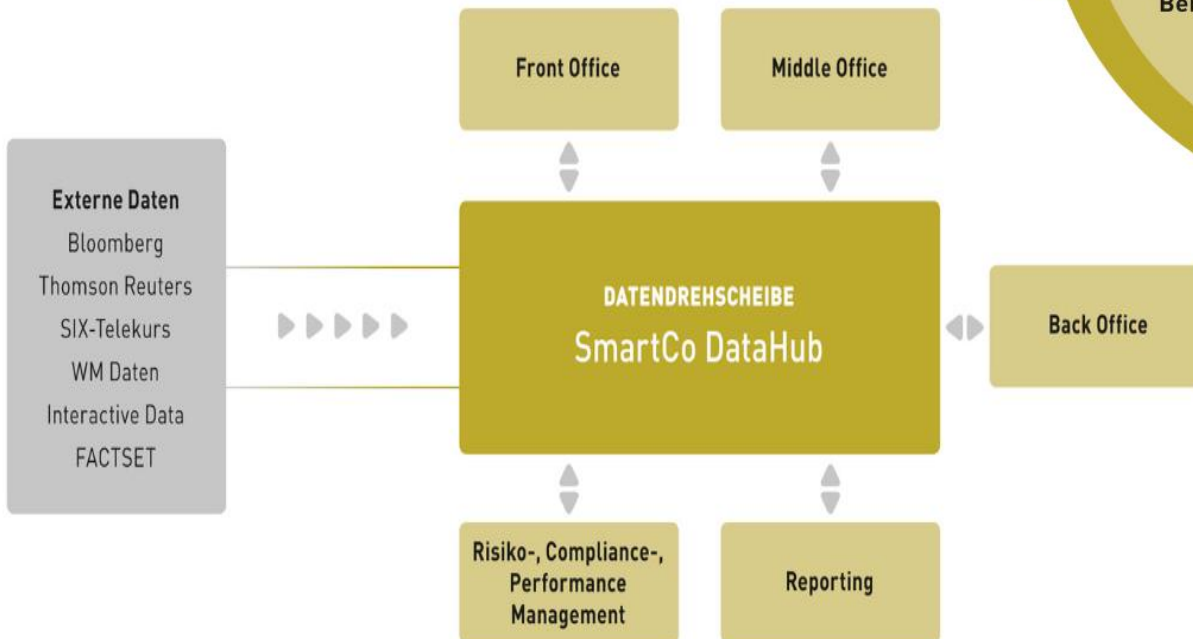 Front Office
Middle Office
Externe Daten
Bloomberg
Thomson Reuters
SIX-Telekurs
WM Daten
Interactive Data
FACTSET
DATENDREHSCHEIBE
SmartCo DataHub
Back Office
Risiko-, Compliance-,
Performance
Management
Reporting